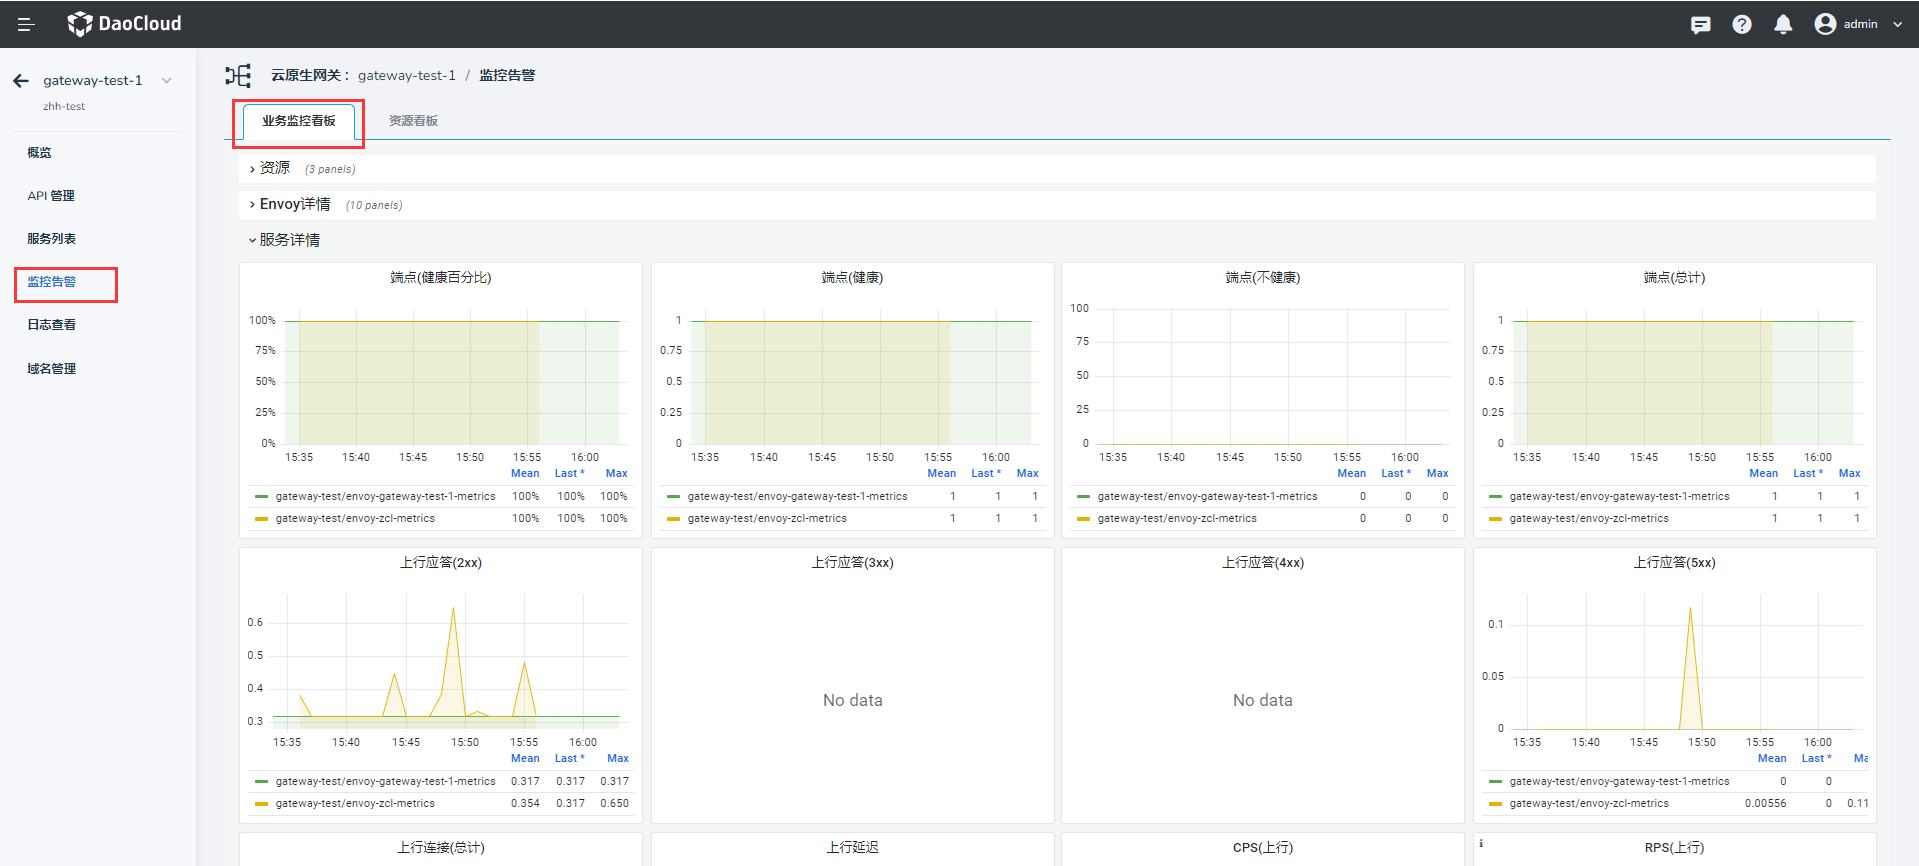 DaoCloud
admin
gateway-test-1
zhh-test
概览
API 管理
服务列表
监控告警
日志查看
域名管理
云原生网关： gateway-test-1 / 监控告警
业务监控看板 资源看板
资源 (3 panels)
Envoy详情 (10 panels)
服务详情
端点(健康百分比)
100%
75%
50%
25%
0%
15:35 15:40 15:45 15:50 15:55 16:00
Mean Last * Max
gateway-test/envoy-gateway-test-1-metrics 100% 100% 100%
gateway-test/envoy-zcl-metrics 100% 100% 100%
端点(健康)
1
0.75
0.5
0.25
0
15:35 15:40 15:45 15:50 15:55 16:00
Mean Last * Max
gateway-test/envoy-gateway-test-1-metrics 1 1 1
gateway-test/envoy-zcl-metrics 1 1 1
端点(不健康)
100
75
50
25
0
15:35 15:40 15:45 15:50 15:55 16:00
Mean Last * Max
gateway-test/envoy-gateway-test-1-metrics 0 0 0
gateway-test/envoy-zcl-metrics 0 0 0
端点(总计)
1
0.75
0.5
0.25
0
15:35 15:40 15:45 15:50 15:55 16:00
Mean Last * Max
gateway-test/envoy-gateway-test-1-metrics 1 1 1
gateway-test/envoy-zcl-metrics 1 1 1
上行应答(2xx)
0.6
0.5
0.4
0.3
15:35 15:40 15:45 15:50 15:55 16:00
Mean Last * Max
gateway-test/envoy-gateway-test-1-metrics 0.317 0.317 0.317
gateway-test/envoy-zcl-metrics 0.354 0.317 0.650
上行应答(3xx)
No data
上行应答(4xx)
No data
上行应答(5xx)
0.1
0.05
0
15:35 15:40 15:45 15:50 15:55 16:00
Mean Last * Ma
gateway-test/envoy-gateway-test-1-metrics 0 0
gateway-test/envoy-zcl-metrics 0.00556 0 0.11
上行连接(总计)
上行延迟
CPS(上行)
RPS(上行)